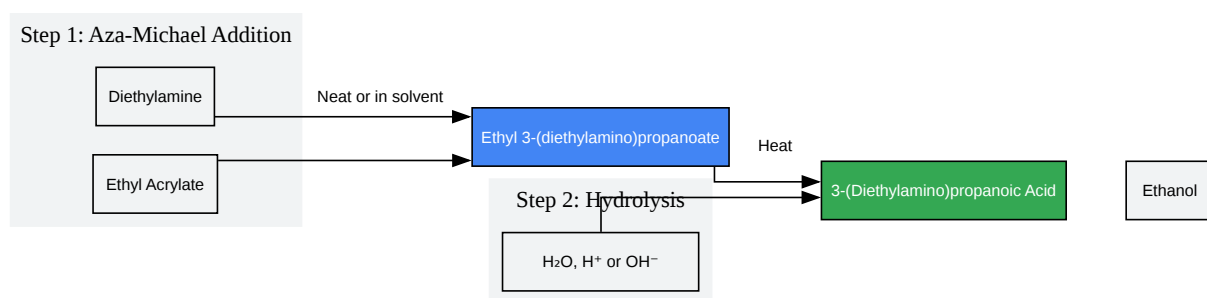 Step 1: Aza-Michael Addition
Diethylamine
Neat or in solvent
Ethyl Acrylate
Ethyl 3-(diethylamino)propanoate
Heat
Step 2: Hydrolysis
H₂O, H⁺ or OH⁻
3-(Diethylamino)propanoic Acid
Ethanol